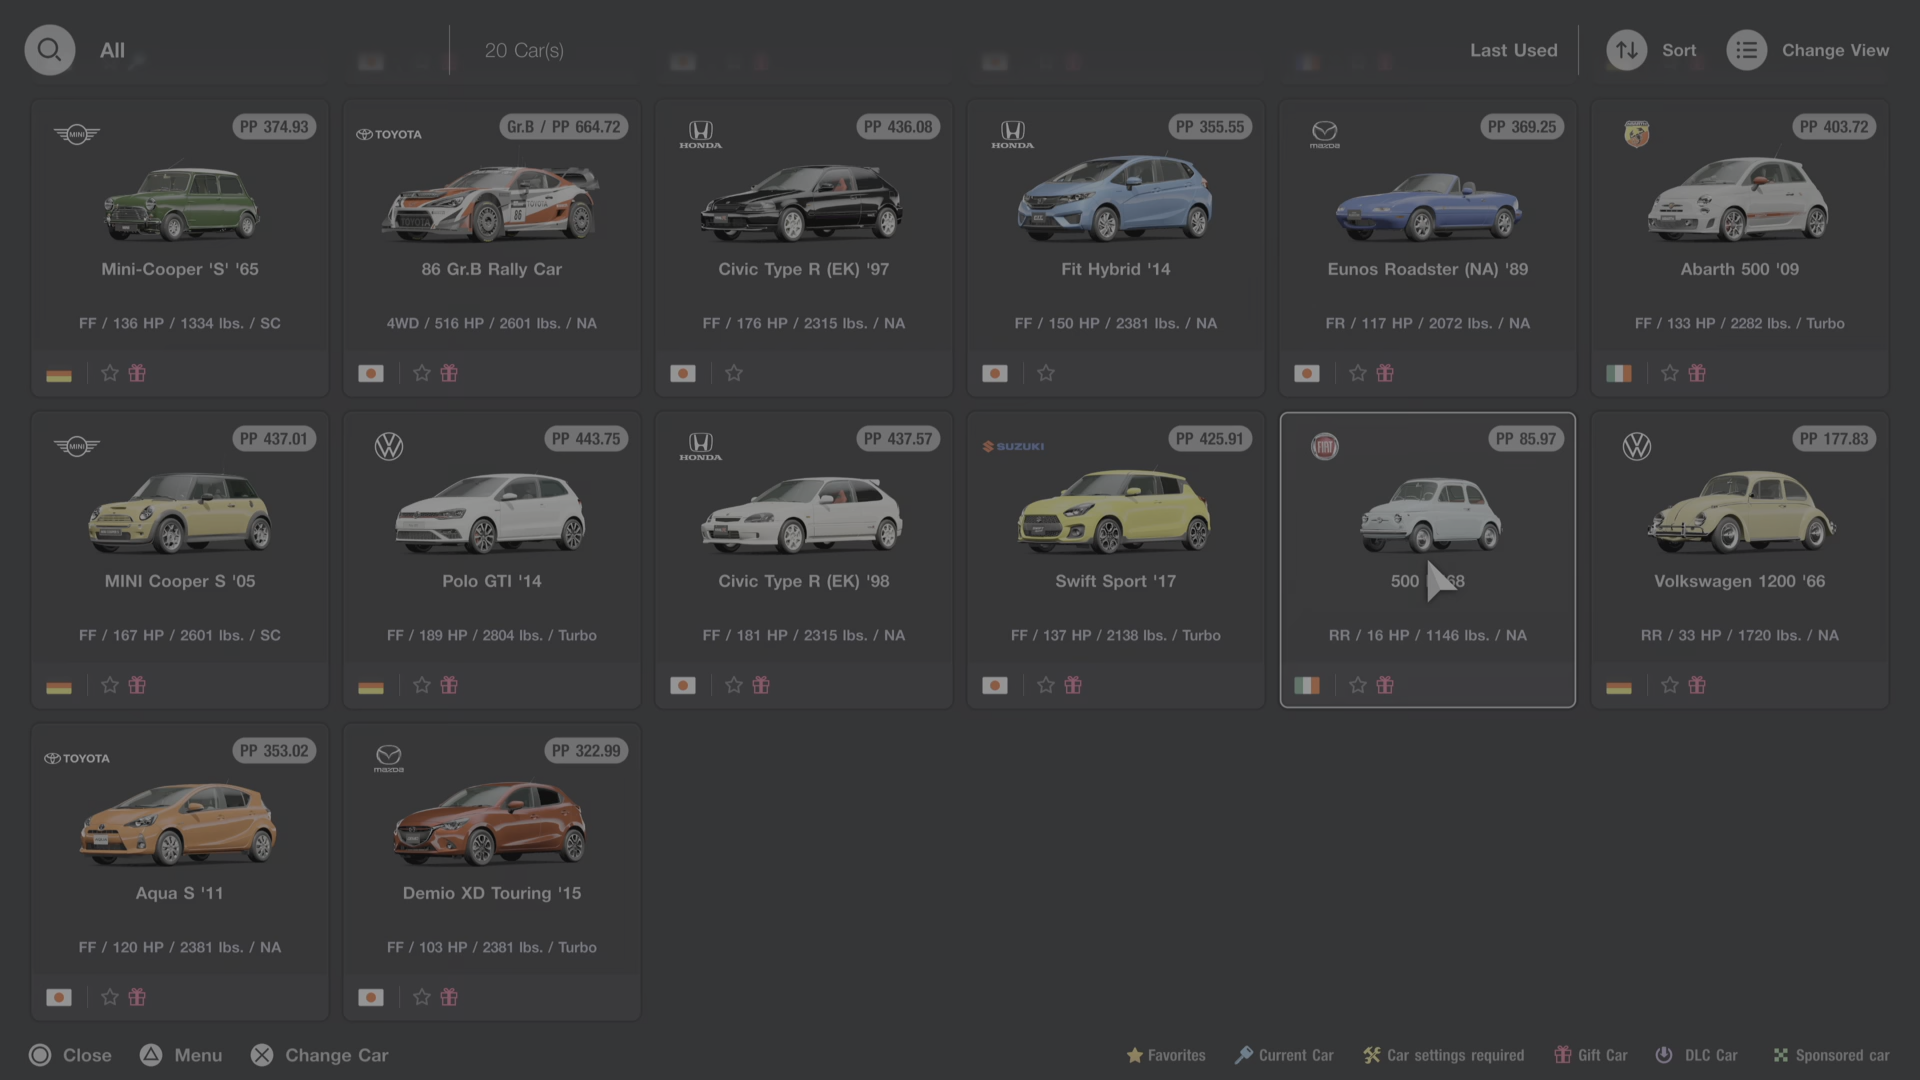 All
20 Car(s)
Last Used
Sort
Change View
MINI
PP 374.93
Mini-Cooper 'S' '65
FF / 136 HP / 1334 lbs. / SC
TOYOTA
Gr.B / PP 664.72
86 Gr.B Rally Car
4WD / 516 HP / 2601 lbs. / NA
HONDA
PP 436.08
Civic Type R (EK) '97
FF / 176 HP / 2315 lbs. / NA
HONDA
PP 355.55
Fit Hybrid '14
FF / 150 HP / 2381 lbs. / NA
mazda
PP 369.25
Eunos Roadster (NA) '89
FR / 117 HP / 2072 lbs. / NA
PP 403.72
Abarth 500 '09
FF / 133 HP / 2282 lbs. / Turbo
MINI
PP 437.01
MINI Cooper S '05
FF / 167 HP / 2601 lbs. / SC
PP 443.75
Polo GTI '14
FF / 189 HP / 2804 lbs. / Turbo
HONDA
PP 437.57
Civic Type R (EK) '98
FF / 181 HP / 2315 lbs. / NA
SUZUKI
PP 425.91
Swift Sport '17
FF / 137 HP / 2138 lbs. / Turbo
FIAT
PP 85.97
500
RR / 16 HP / 1146 lbs. / NA
PP 177.83
Volkswagen 1200 '66
RR / 33 HP / 1720 lbs. / NA
TOYOTA
PP 353.02
Aqua S '11
FF / 120 HP / 2381 lbs. / NA
mazda
PP 322.99
Demio XD Touring '15
FF / 103 HP / 2381 lbs. / Turbo
Close
Menu
Change Car
Favorites
Current Car
Car settings required
Gift Car
DLC Car
Sponsored car